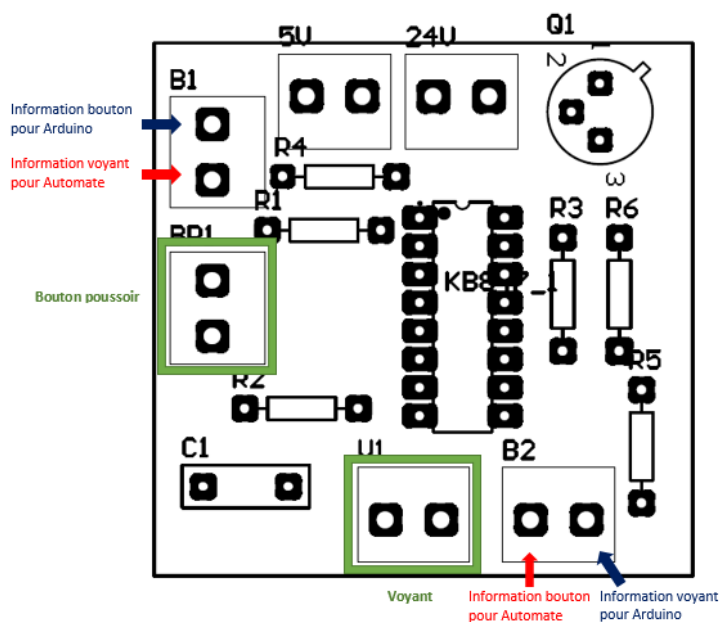 Q1
5V
24V
1
2
3
B1
Information bouton
pour Arduino
Information voyant
pour Automate
R4
R1
R3
R6
BP1
Bouton poussoir
R5
R2
C1
B2
Voyant
Information bouton
pour Automate
Information voyant
pour Arduino